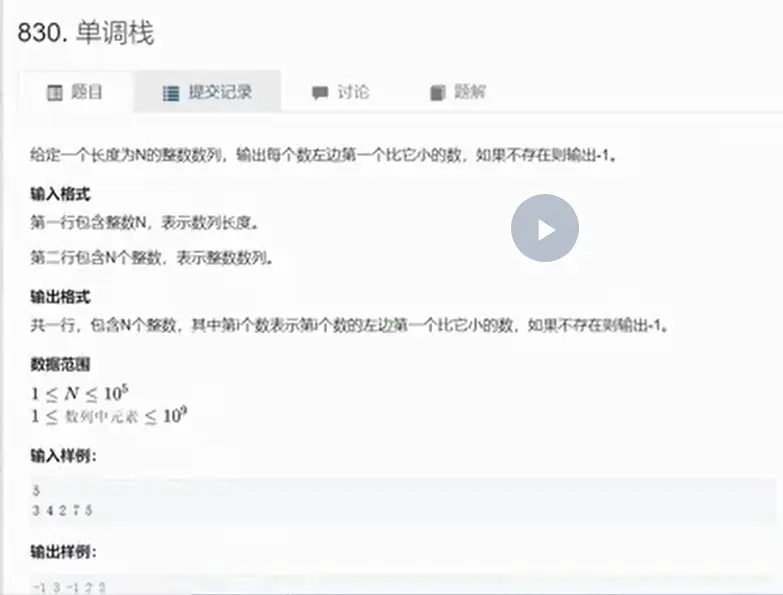 830. 单调栈
题目 提交记录 讨论 题解
给定一个长度为N的整数数列，输出每个数左边第一个比它小的数，如果不存在则输出-1。
输入格式
第一行包含整数N，表示数列长度。
第二行包含N个整数，表示整数数列。
输出格式
共一行，包含N个整数，其中第i个数表示第i个数的左边第一个比它小的数，如果不存在则输出-1。
数据范围
1 ≤ N ≤ 10⁵
1 ≤ 数列中元素 ≤ 10⁹
输入样例：
5
3 4 2 7 5
输出样例：
-1 3 -1 2 2